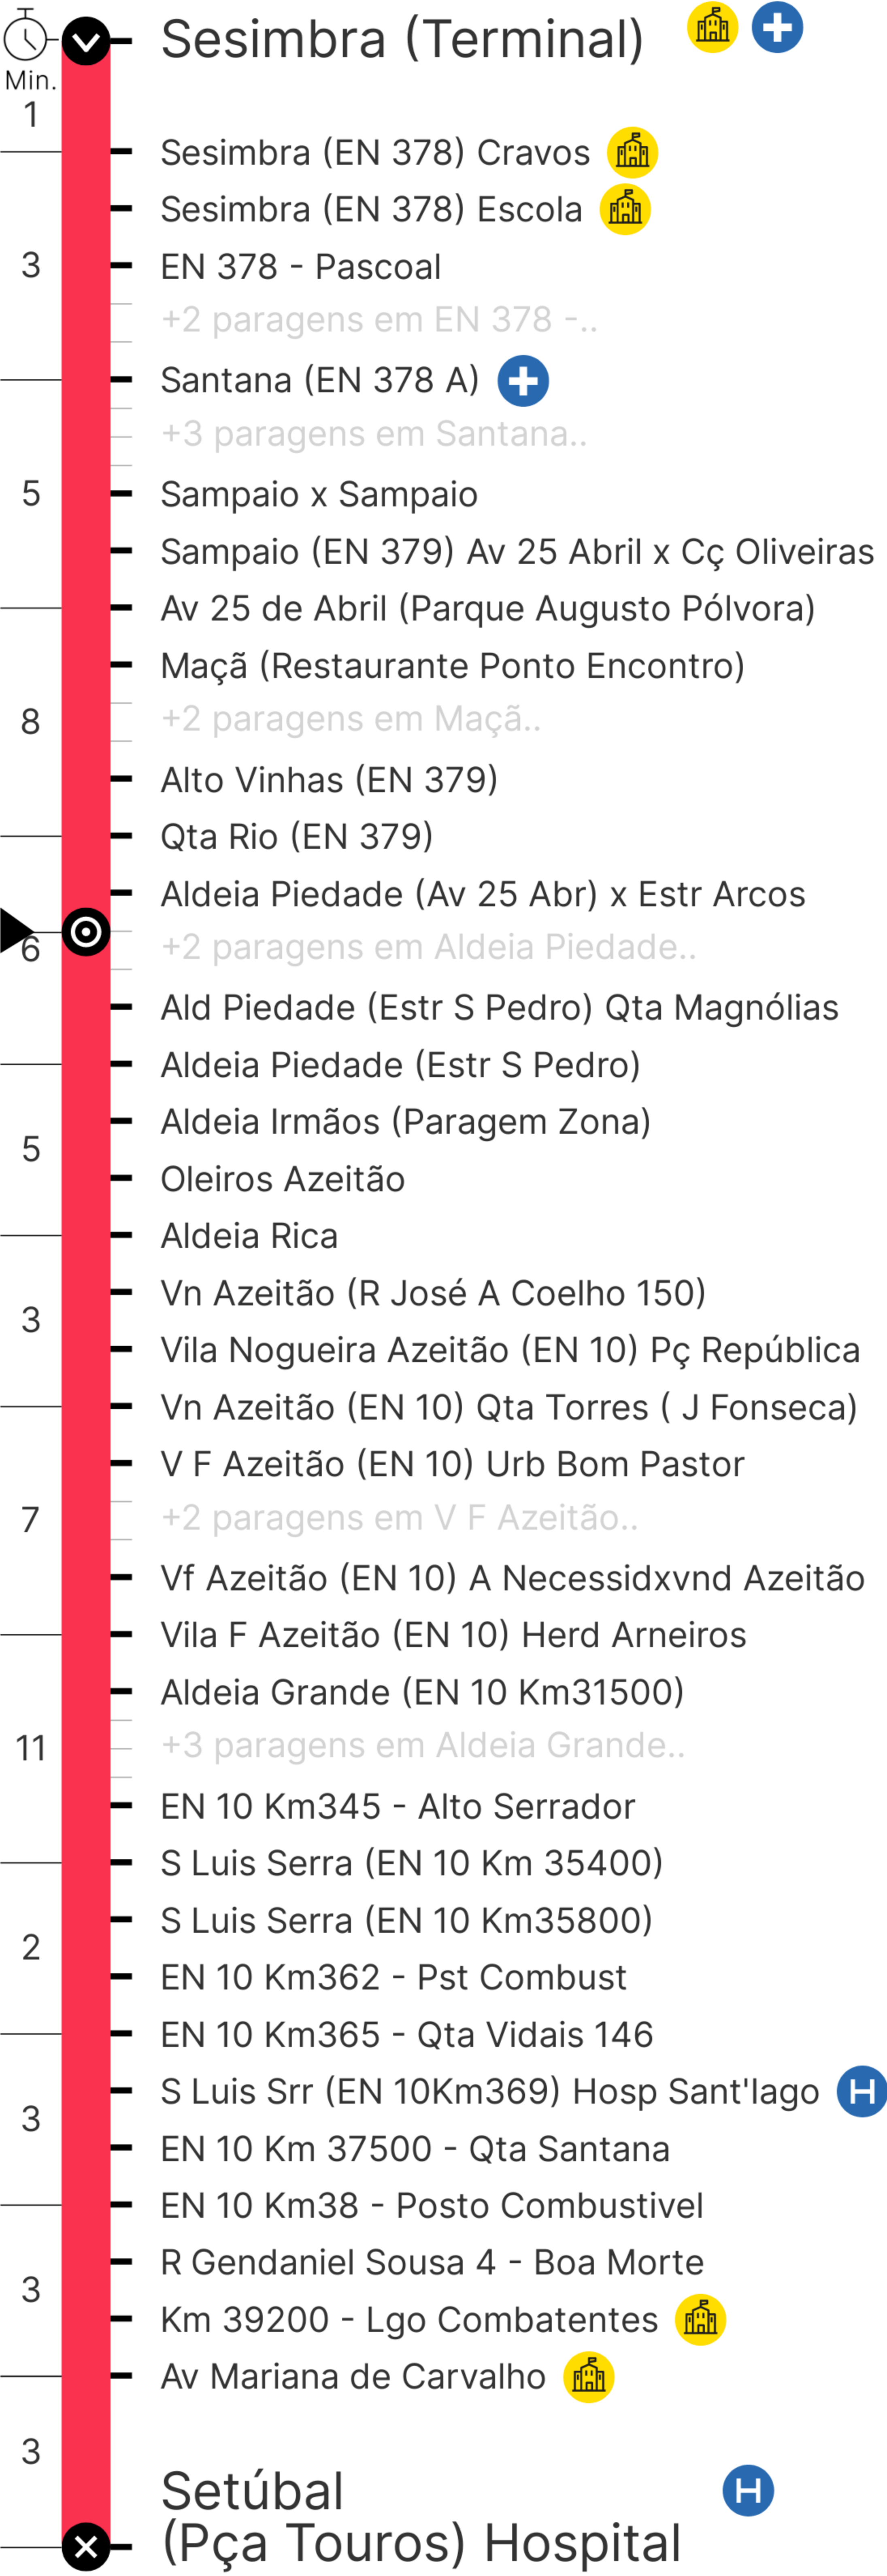 Sesimbra (Terminal)
Min.
1
Sesimbra (EN 378) Cravos
Sesimbra (EN 378) Escola
3
EN 378 - Pascoal
+2 paragens em EN 378 -..
Santana (EN 378 A)
+3 paragens em Santana..
5
Sampaio x Sampaio
Sampaio (EN 379) Av 25 Abril x Cç Oliveiras
Av 25 de Abril (Parque Augusto Pólvora)
Maçã (Restaurante Ponto Encontro)
8
+2 paragens em Maçã..
Alto Vinhas (EN 379)
Qta Rio (EN 379)
Aldeia Piedade (Av 25 Abr) x Estr Arcos
6
+2 paragens em Aldeia Piedade..
Ald Piedade (Estr S Pedro) Qta Magnólias
Aldeia Piedade (Estr S Pedro)
Aldeia Irmãos (Paragem Zona)
5
Oleiros Azeitão
Aldeia Rica
Vn Azeitão (R José A Coelho 150)
3
Vila Nogueira Azeitão (EN 10) Pç República
Vn Azeitão (EN 10) Qta Torres ( J Fonseca)
V F Azeitão (EN 10) Urb Bom Pastor
7
+2 paragens em V F Azeitão..
Vf Azeitão (EN 10) A Necessidxvnd Azeitão
Vila F Azeitão (EN 10) Herd Arneiros
Aldeia Grande (EN 10 Km31500)
11
+3 paragens em Aldeia Grande..
EN 10 Km345 - Alto Serrador
S Luis Serra (EN 10 Km 35400)
S Luis Serra (EN 10 Km35800)
2
EN 10 Km362 - Pst Combust
EN 10 Km365 - Qta Vidais 146
S Luis Srr (EN 10Km369) Hosp Sant'Iago H
3
EN 10 Km 37500 - Qta Santana
EN 10 Km38 - Posto Combustivel
R Gendaniel Sousa 4 - Boa Morte
3
Km 39200 - Lgo Combatentes
Av Mariana de Carvalho
3
Setúbal H
(Pça Touros) Hospital